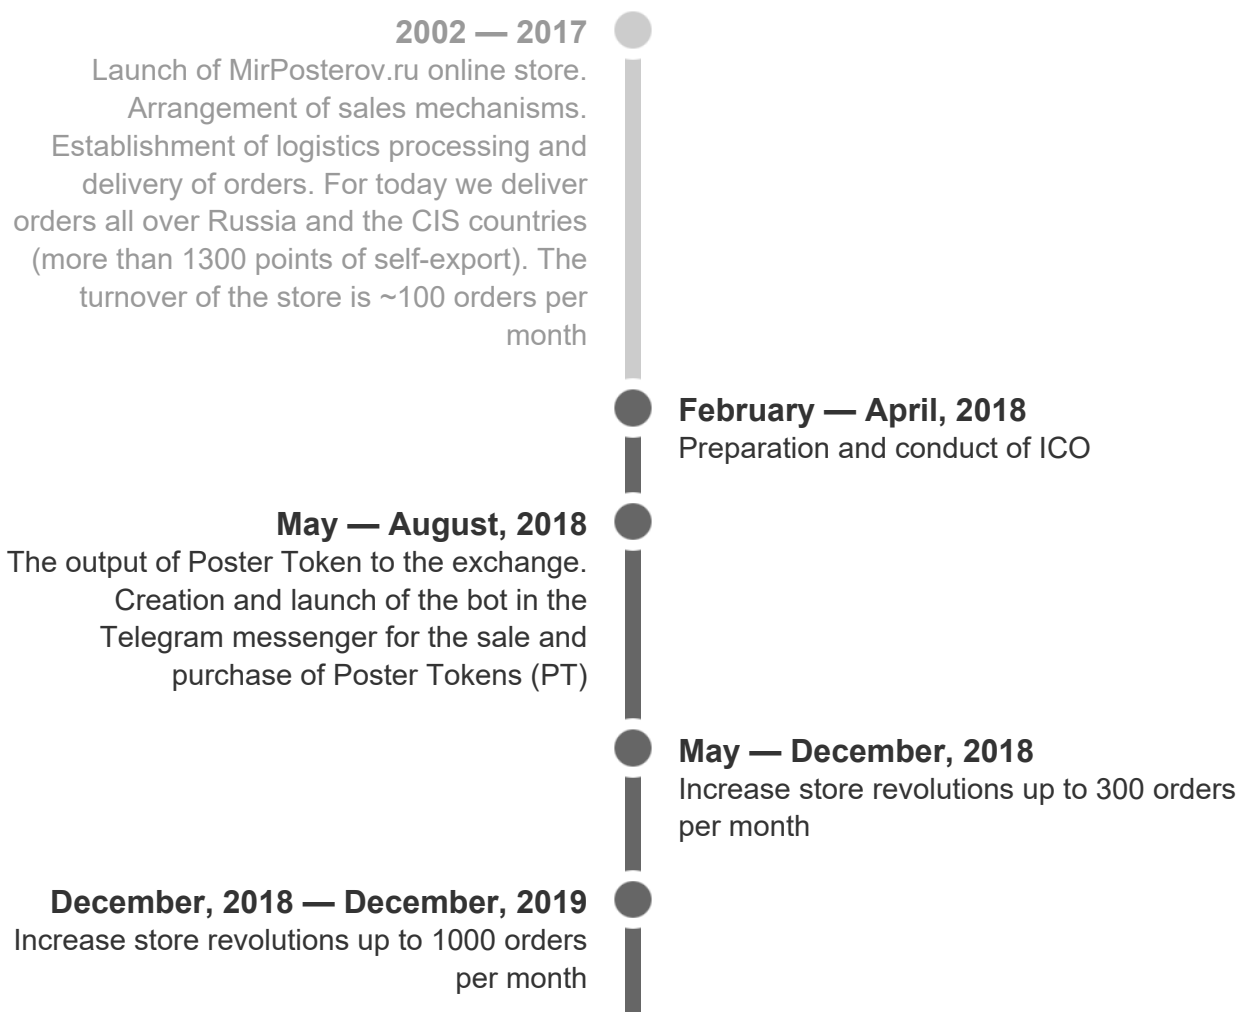 2002 — 2017
Launch of MirPosterov.ru online store.
Arrangement of sales mechanisms.
Establishment of logistics processing and
delivery of orders. For today we deliver
orders all over Russia and the CIS countries
(more than 1300 points of self-export). The
turnover of the store is ~100 orders per
month
February — April, 2018
Preparation and conduct of ICO
May — August, 2018
The output of Poster Token to the exchange.
Creation and launch of the bot in the
Telegram messenger for the sale and
purchase of Poster Tokens (PT)
May — December, 2018
Increase store revolutions up to 300 orders
per month
December, 2018 — December, 2019
Increase store revolutions up to 1000 orders
per month